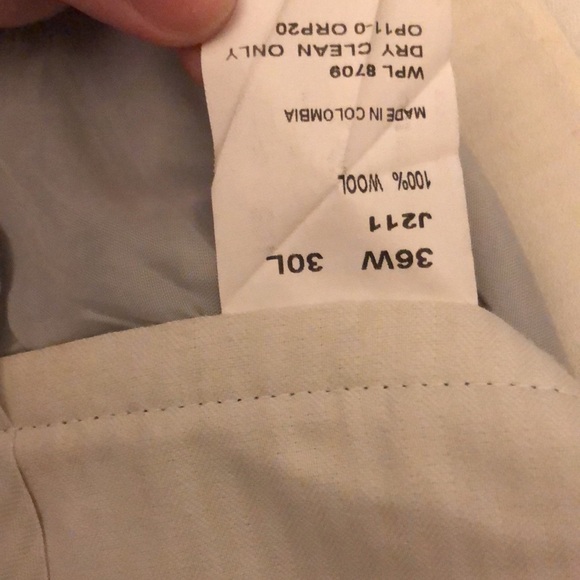 36W 30L
J211
100% WOOL
MADE IN COLOMBIA
WPL 8709
DRY CLEAN ONLY
OP11-0 ORP20